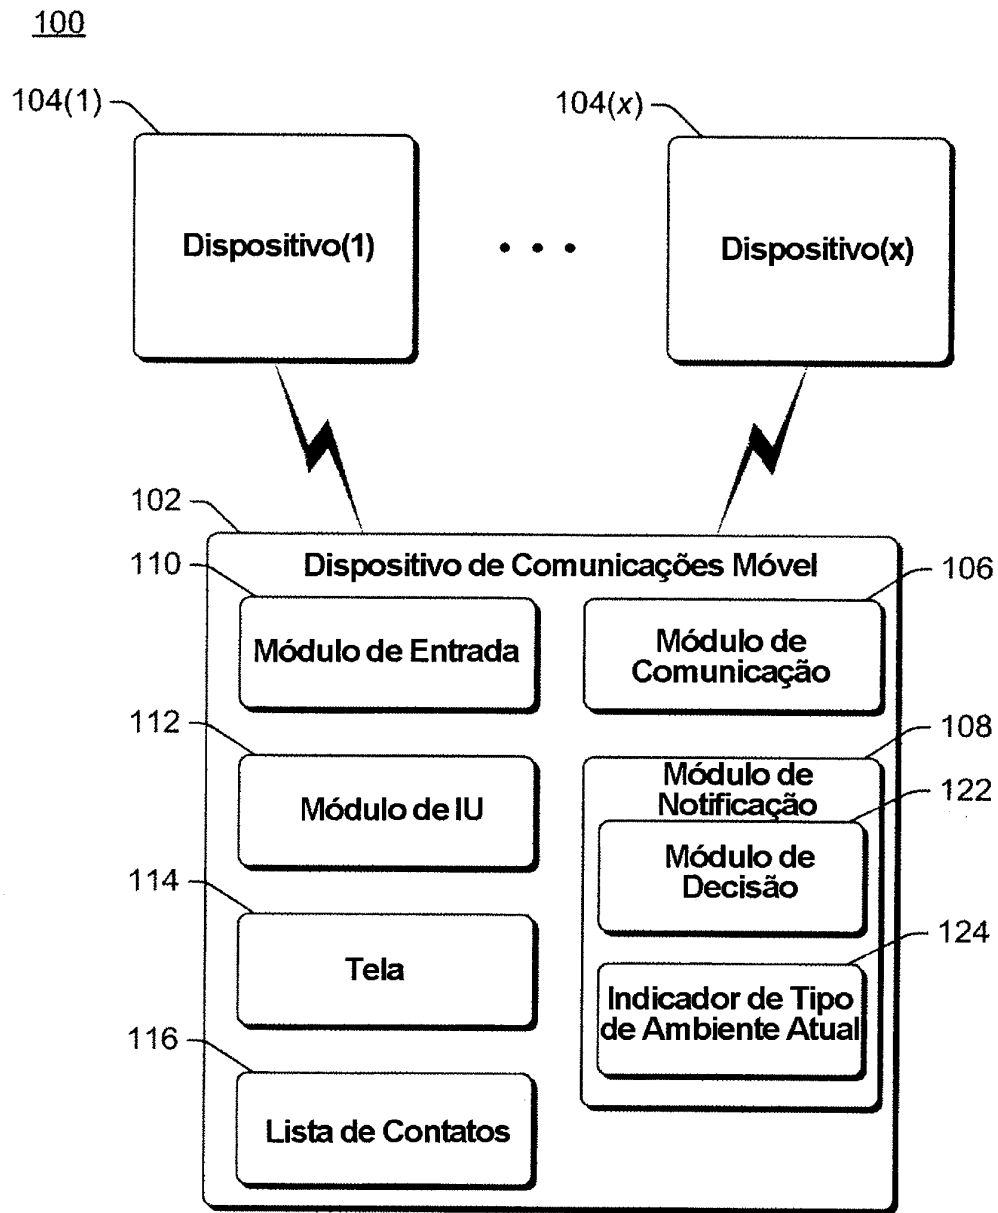 100
104(1)
104(x)
Dispositivo(1)
• • •
Dispositivo(x)
102
Dispositivo de Comunicações Móvel
110
106
Módulo de Entrada
Módulo de
Comunicação
112
108
Módulo de IU
Módulo de
Notificação
122
Módulo de
Decisão
114
124
Tela
Indicador de Tipo
de Ambiente Atual
116
Lista de Contatos